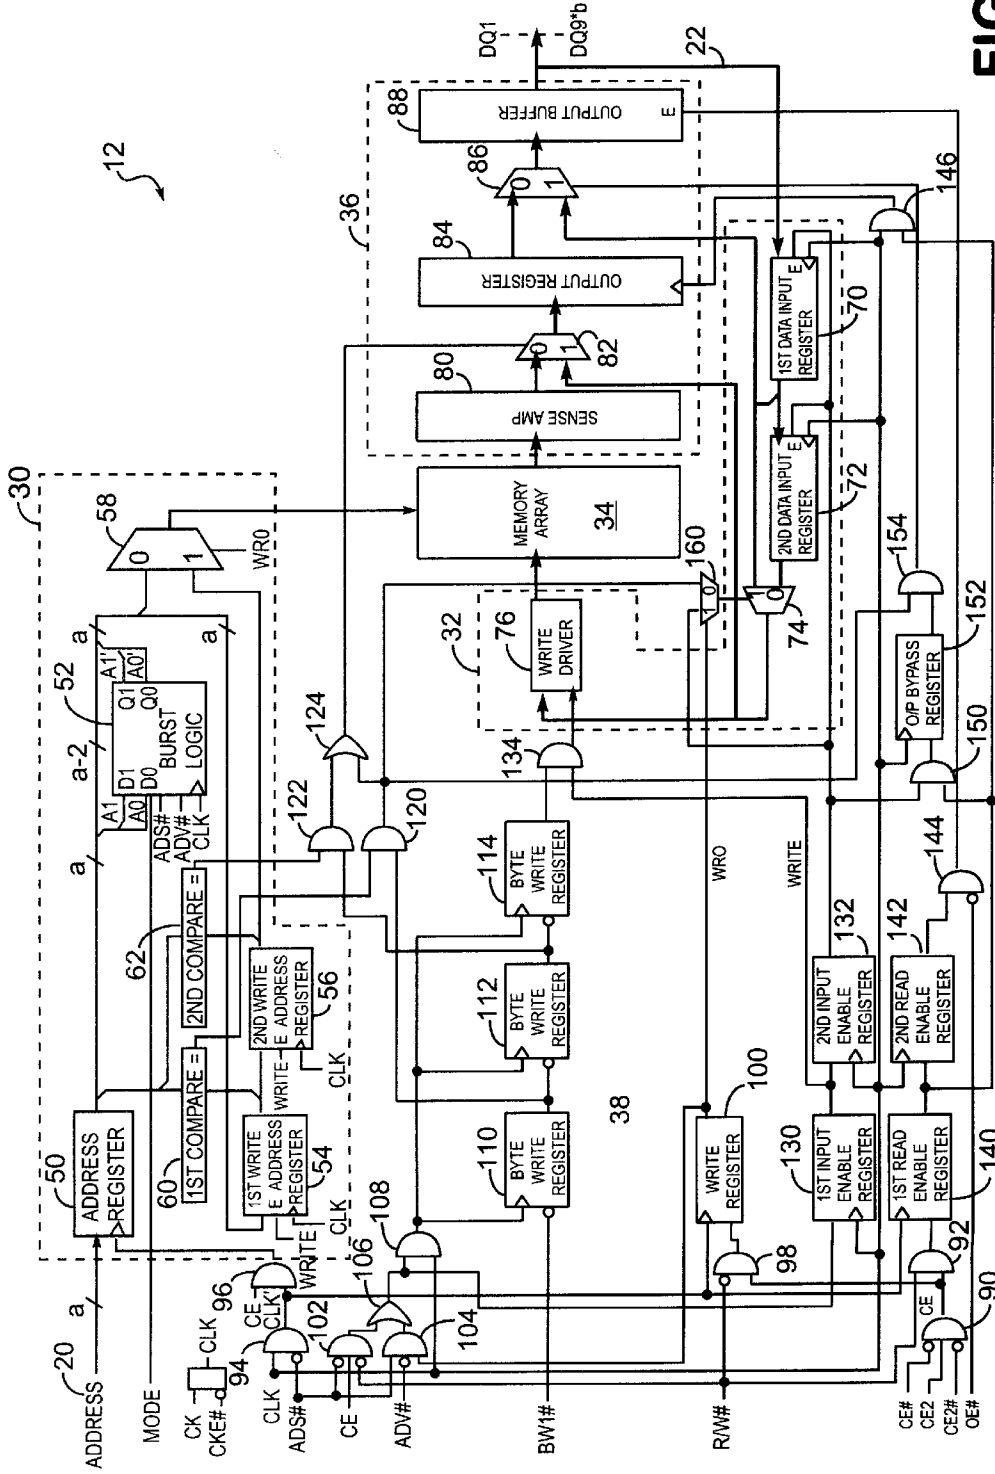 FIG
12
30
20
ADDRESS
a
50
ADDRESS
REGISTER
a
A1
A0
D1
D0
Q1
Q0
BURST
LOGIC
52
a-2
A1'
A0'
a
a
ADS#
ADV#
CLK
58
0
1
WR0
MODE
60
1ST COMPARE =
62
2ND COMPARE =
1ST WRITE
E ADDRESS
REGISTER
54
WRITE
CLK
2ND WRITE
E ADDRESS
REGISTER
56
WRITE
CLK
CK
CKE#
CLK
94
CLK
ADS#
CE
ADV#
96
CE
CLK'
102
104
106
108
122
120
124
36
80
SENSE AMP
82
0
1
84
OUTPUT REGISTER
86
0
1
88
OUTPUT BUFFER
E
DQ1
DQ9*b
22
MEMORY
ARRAY
34
32
76
WRITE
DRIVER
134
BW1#
110
BYTE
WRITE
REGISTER
112
BYTE
WRITE
REGISTER
114
BYTE
WRITE
REGISTER
38
160
1 0
74
1
0
2ND DATA INPUT
REGISTER
E
72
1ST DATA INPUT
REGISTER
E
70
R/W#
98
WRITE
REGISTER
100
WRO
WRITE
130
1ST INPUT
ENABLE
REGISTER
2ND INPUT
ENABLE
REGISTER
132
1ST READ
ENABLE
REGISTER
140
2ND READ
ENABLE
REGISTER
142
144
146
150
O/P BYPASS
REGISTER
152
154
CE#
CE2
CE2#
OE#
CE
90
92